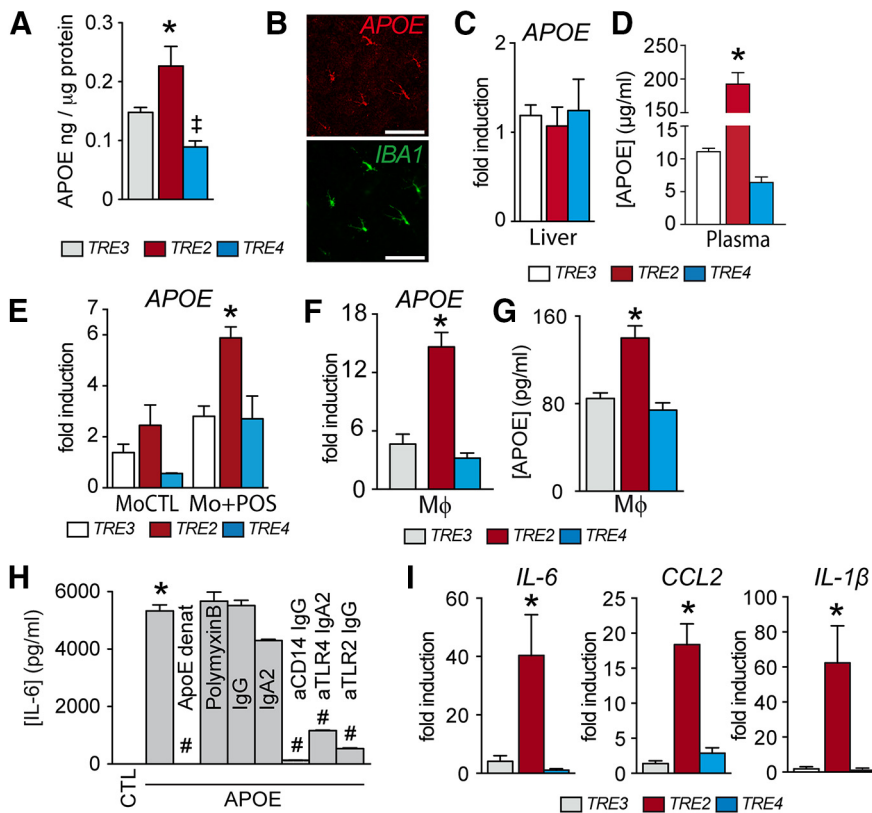 A
APOE ng / µg protein
0.3
0.2
0.1
0
*
‡
TRE3 TRE2 TRE4
B
APOE
IBA1
C
APOE
fold induction
2
1
0
Liver
D
[APOE] (µg/ml)
250
200
150
100
10
5
0
*
Plasma
TRE3 TRE2 TRE4
E
APOE
fold induction
7
6
4
2
0
*
MoCTL Mo+POS
TRE3 TRE2 TRE4
F
APOE
fold induction
18
12
6
0
*
Mϕ
G
[APOE] (pg/ml)
160
80
0
*
Mϕ
TRE3 TRE2 TRE4
H
[IL-6] (pg/ml)
6000
4000
2000
0
*
ApoE denat
#
PolymyxinB
IgG
IgA2
aCD14 IgG
#
aTLR4 IgA2
#
aTLR2 IgG
#
CTL
APOE
I
IL-6
fold induction
60
40
20
0
*
CCL2
fold induction
25
20
15
10
5
0
*
IL-1β
fold induction
100
80
60
40
20
0
*
TRE3 TRE2 TRE4